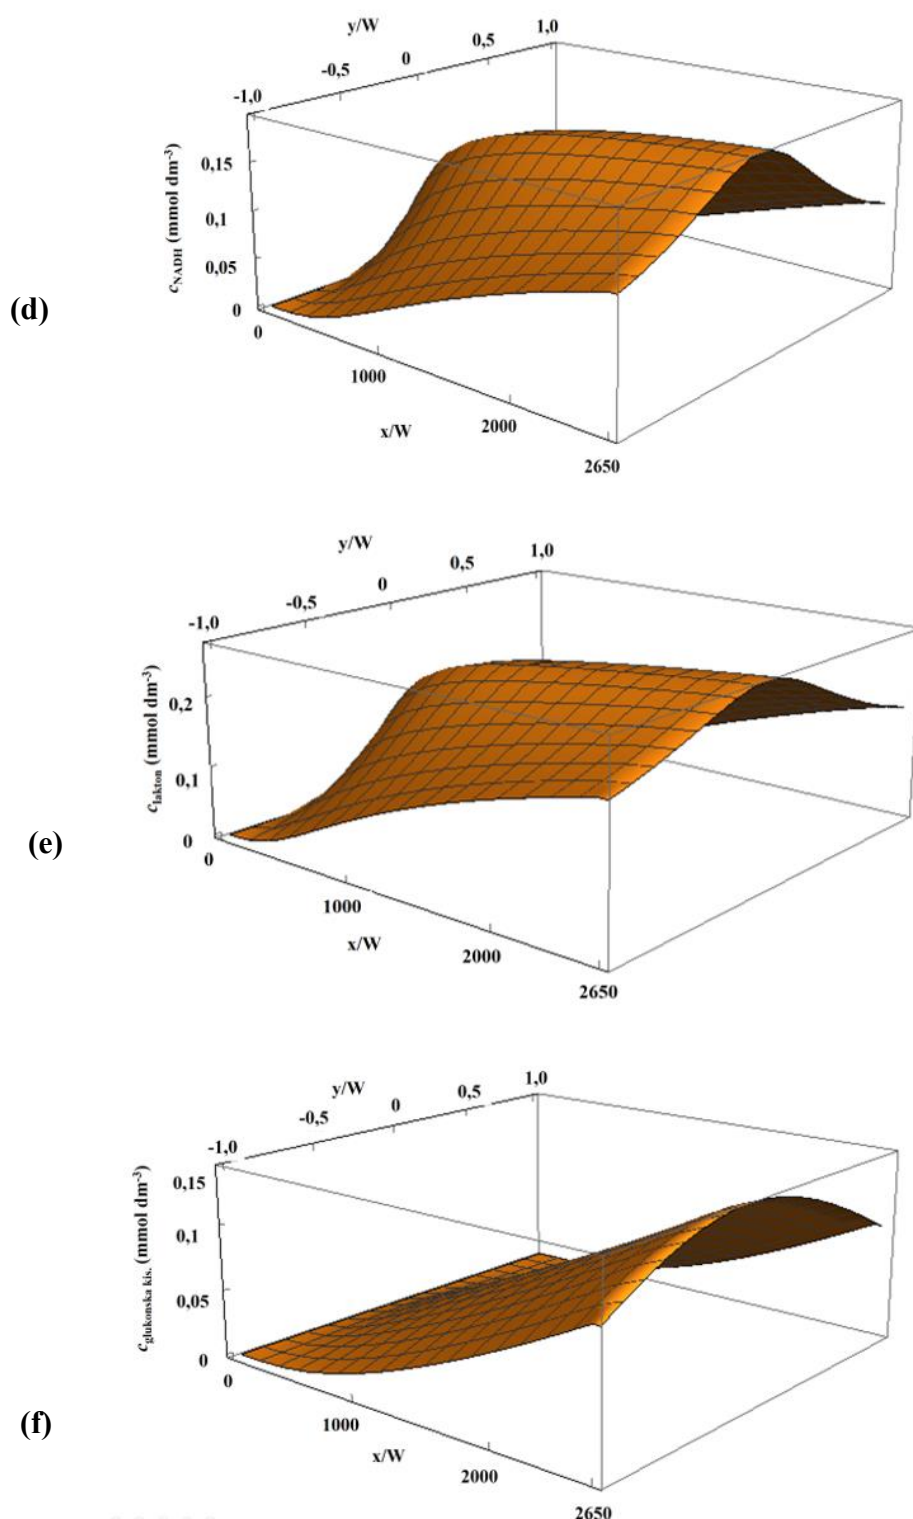 y/W
-1,0 -0,5 0 0,5 1,0
c_NADH (mmol dm⁻³)
0,15
0,1
0,05
0
(d)
0 1000 2000 2650
x/W
y/W
-1,0 -0,5 0 0,5 1,0
c_lakton (mmol dm⁻³)
0,2
0,1
0
(e)
0 1000 2000 2650
x/W
y/W
-1,0 -0,5 0 0,5 1,0
c_glukonska kis. (mmol dm⁻³)
0,15
0,1
0,05
0
(f)
0 1000 2000 2650
x/W